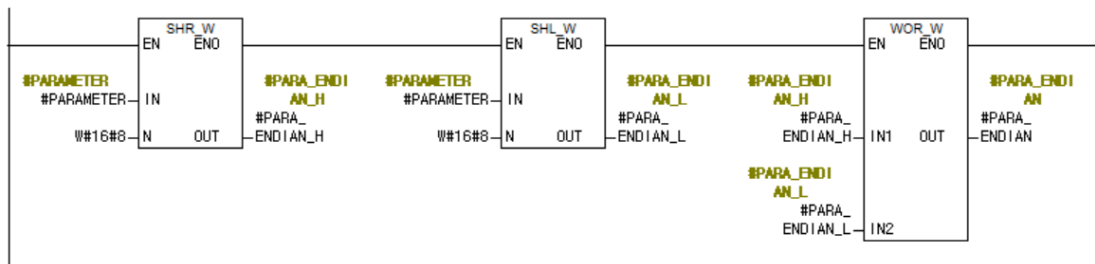 SHR_W
EN ENO
#PARAMETER
#PARAMETER IN
W#16#8 N OUT
#PARA_ENDI
AN_H
#PARA_
ENDIAN_H
SHL_W
EN ENO
#PARAMETER
#PARAMETER IN
W#16#8 N OUT
#PARA_ENDI
AN_L
#PARA_
ENDIAN_L
WOR_W
EN ENO
#PARA_ENDI
AN_H
#PARA_
ENDIAN_H IN1 OUT
#PARA_ENDI
AN_L
#PARA_
ENDIAN_L IN2
#PARA_ENDI
AN
#PARA_
ENDIAN